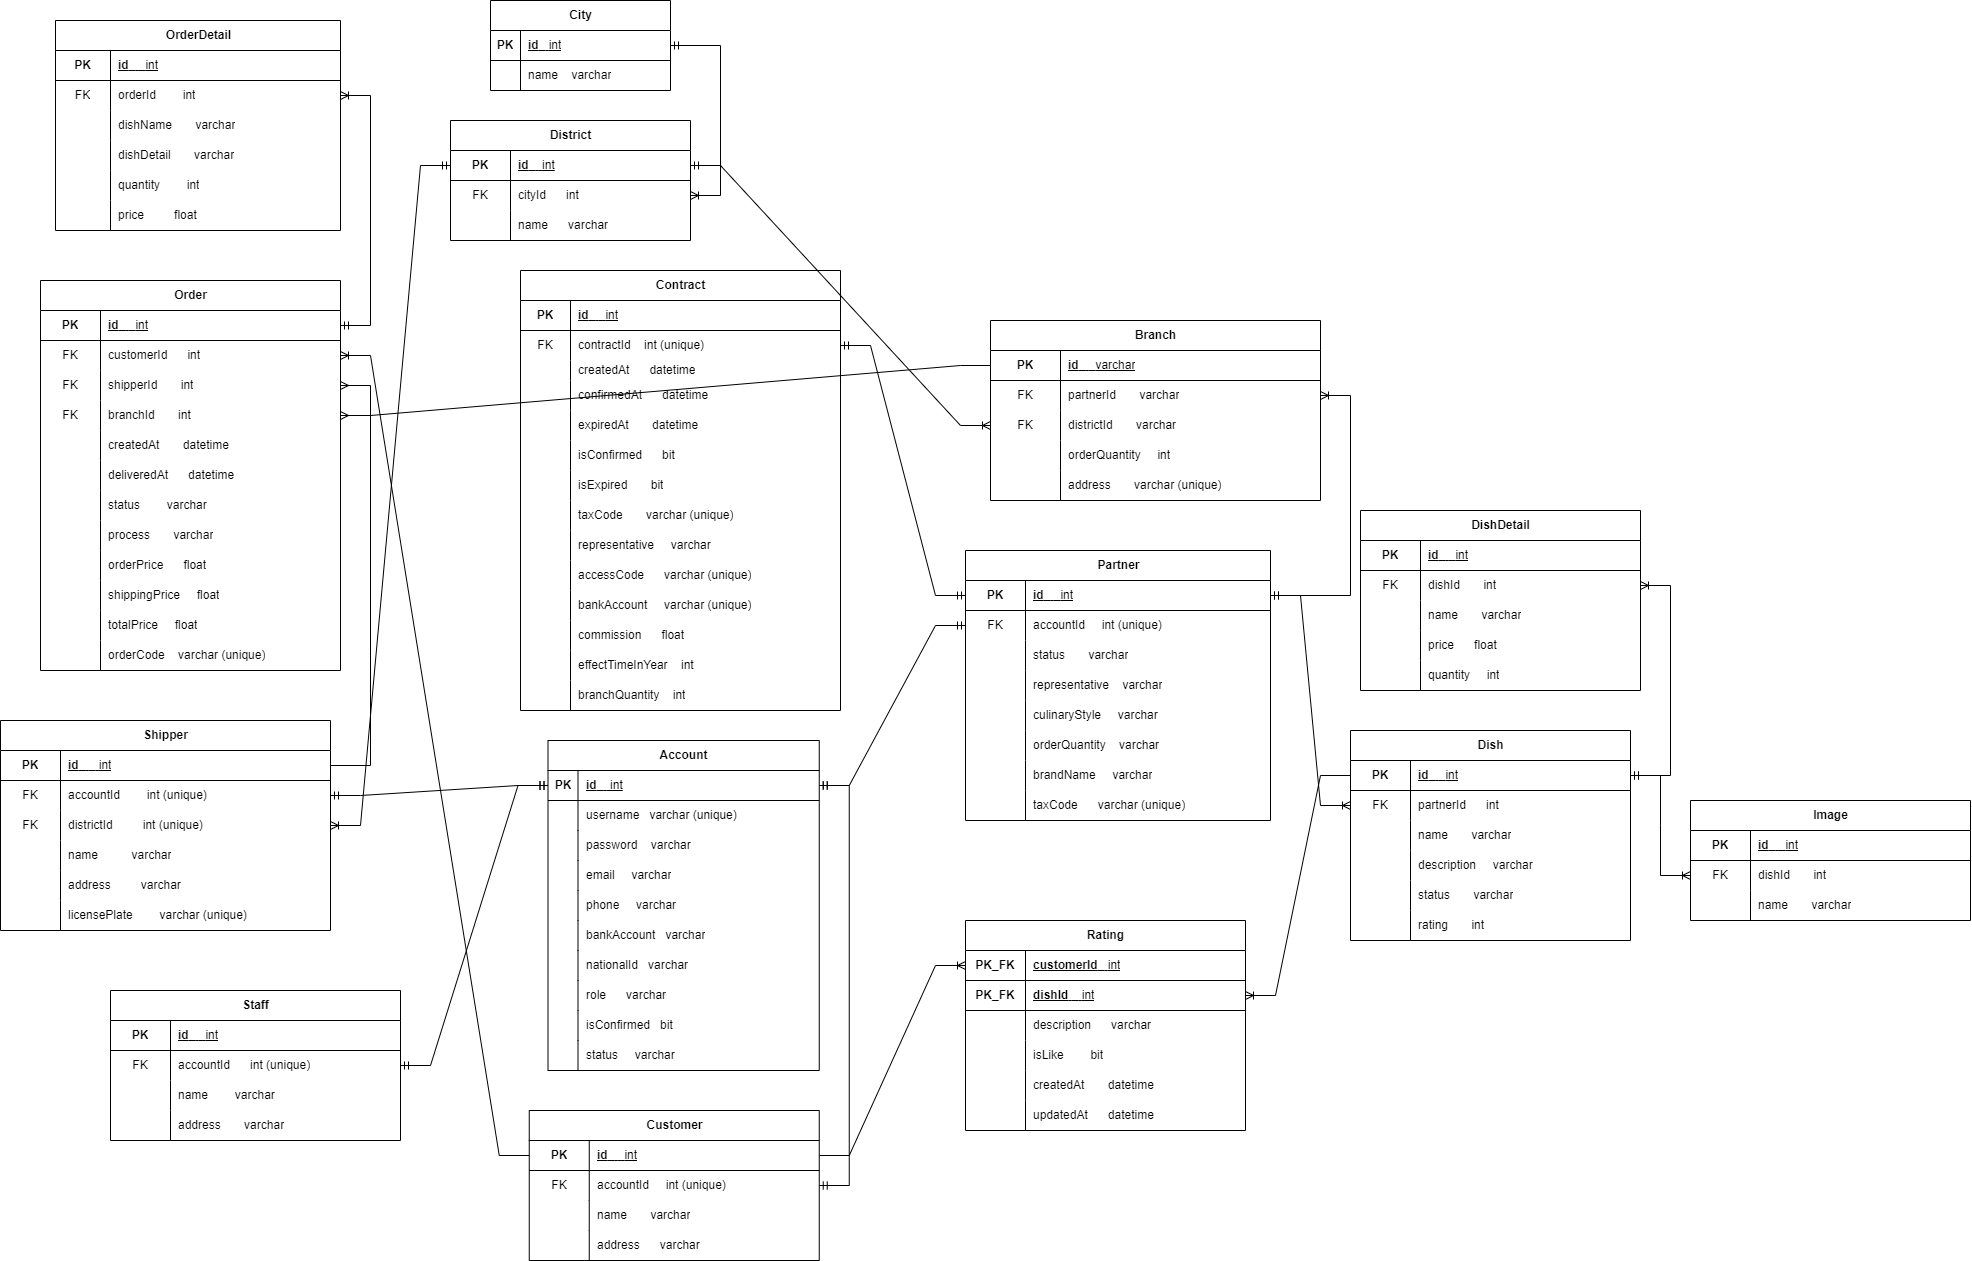 OrderDetail
PK id int
FK orderId int
dishName varchar
dishDetail varchar
quantity int
price float
City
PK id int
name varchar
District
PK id int
FK cityId int
name varchar
Order
PK id int
FK customerId int
FK shipperId int
FK branchId int
createdAt datetime
deliveredAt datetime
status varchar
process varchar
orderPrice float
shippingPrice float
totalPrice float
orderCode varchar (unique)
Contract
PK id int
FK contractId int (unique)
createdAt datetime
confirmedAt datetime
expiredAt datetime
isConfirmed bit
isExpired bit
taxCode varchar (unique)
representative varchar
accessCode varchar (unique)
bankAccount varchar (unique)
commission float
effectTimeInYear int
branchQuantity int
Branch
PK id varchar
FK partnerId varchar
FK districtId varchar
orderQuantity int
address varchar (unique)
DishDetail
PK id int
FK dishId int
name varchar
price float
quantity int
Partner
PK id int
FK accountId int (unique)
status varchar
representative varchar
culinaryStyle varchar
orderQuantity varchar
brandName varchar
taxCode varchar (unique)
Shipper
PK id int
FK accountId int (unique)
FK districtId int (unique)
name varchar
address varchar
licensePlate varchar (unique)
Account
PK id int
username varchar (unique)
password varchar
email varchar
phone varchar
bankAccount varchar
nationalId varchar
role varchar
isConfirmed bit
status varchar
Dish
PK id int
FK partnerId int
name varchar
description varchar
status varchar
rating int
Image
PK id int
FK dishId int
name varchar
Rating
PK_FK customerId int
PK_FK dishId int
description varchar
isLike bit
createdAt datetime
updatedAt datetime
Staff
PK id int
FK accountId int (unique)
name varchar
address varchar
Customer
PK id int
FK accountId int (unique)
name varchar
address varchar